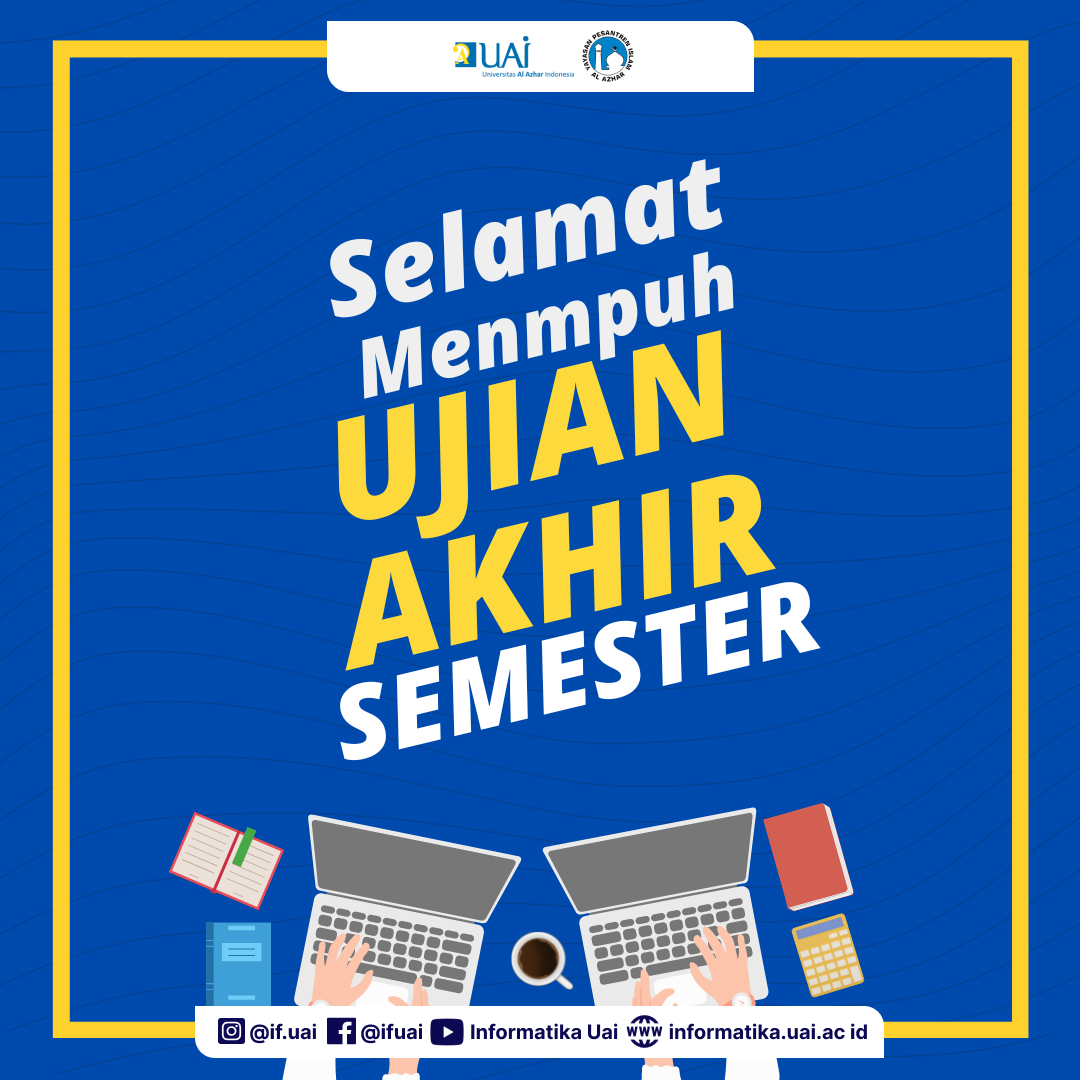 UAI
Universitas Al Azhar Indonesia
YAYASAN PESANTREN ISLAM
AL AZHAR
Selamat
Menmpuh
UJIAN
AKHIR
SEMESTER
@if.uai @ifuai Informatika Uai www informatika.uai.ac id